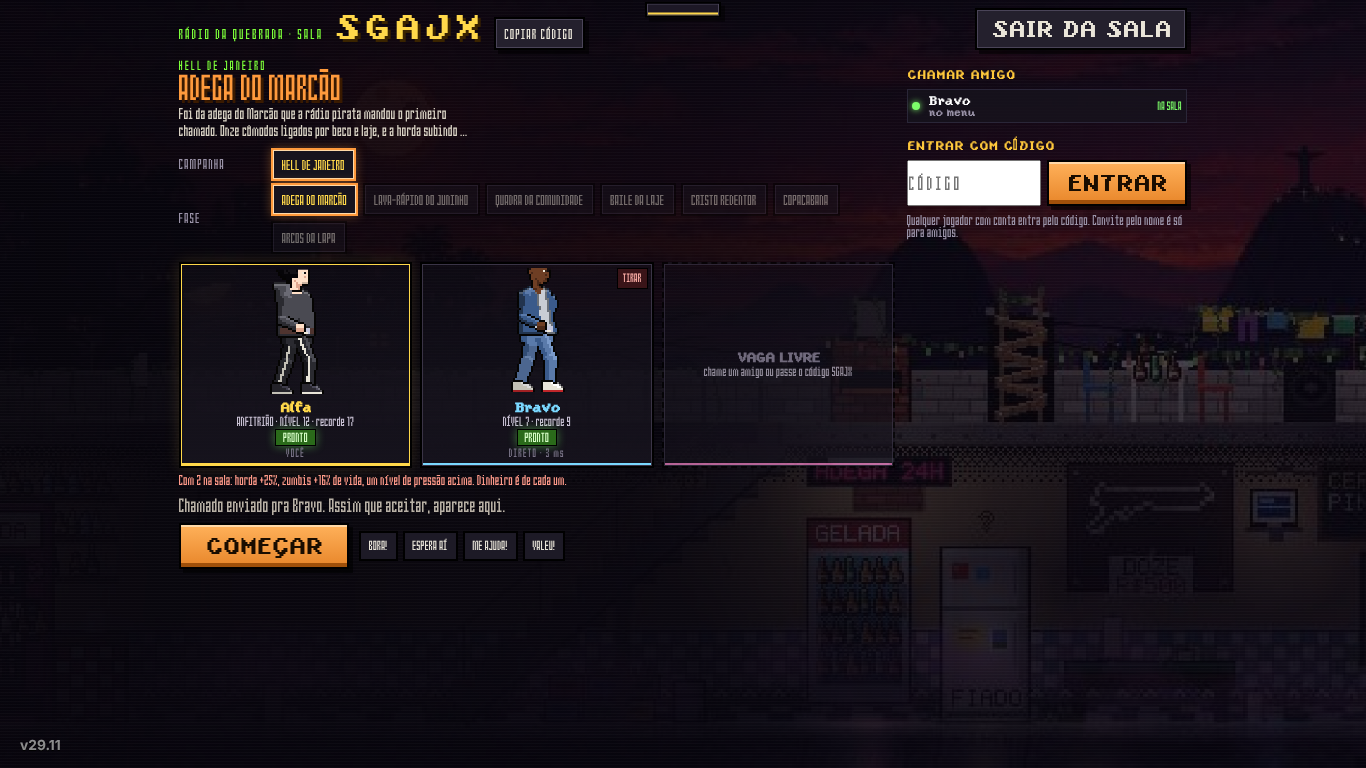 RÁDIO DA QUEBRADA · SALA SGAJX COPIAR CÓDIGO
SAIR DA SALA
HELL DE JANEIRO
ADEGA DO MARCÃO
Foi da adega do Marcão que a rádio pirata mandou o primeiro
chamado. Onze cômodos ligados por beco e laje, e a horda subindo ...
CAMPANHA
HELL DE JANEIRO
FASE
ADEGA DO MARCÃO
LAVA-RÁPIDO DO JUNINHO
QUADRA DA COMUNIDADE
BAILE DA LAJE
CRISTO REDENTOR
COPACABANA
ARCOS DA LAPA
CHAMAR AMIGO
Bravo
no menu
NA SALA
ENTRAR COM CÓDIGO
CÓDIGO
ENTRAR
Qualquer jogador com conta entra pelo código. Convite pelo nome é só
para amigos.
Alfa
ANFITRIÃO · NÍVEL 12 · recorde 17
PRONTO
VOCÊ
TIRAR
Bravo
NÍVEL 7 · recorde 9
PRONTO
DIRETO · 3 ms
VAGA LIVRE
chame um amigo ou passe o código SGAJX
Com 2 na sala: horda +25%, zumbis +16% de vida, um nível de pressão acima. Dinheiro é de cada um.
Chamado enviado pra Bravo. Assim que aceitar, aparece aqui.
COMEÇAR
BORA!
ESPERA AÍ
ME AJUDA!
VALEU!
ADEGA 24H
GELADA
FIADO
v29.11